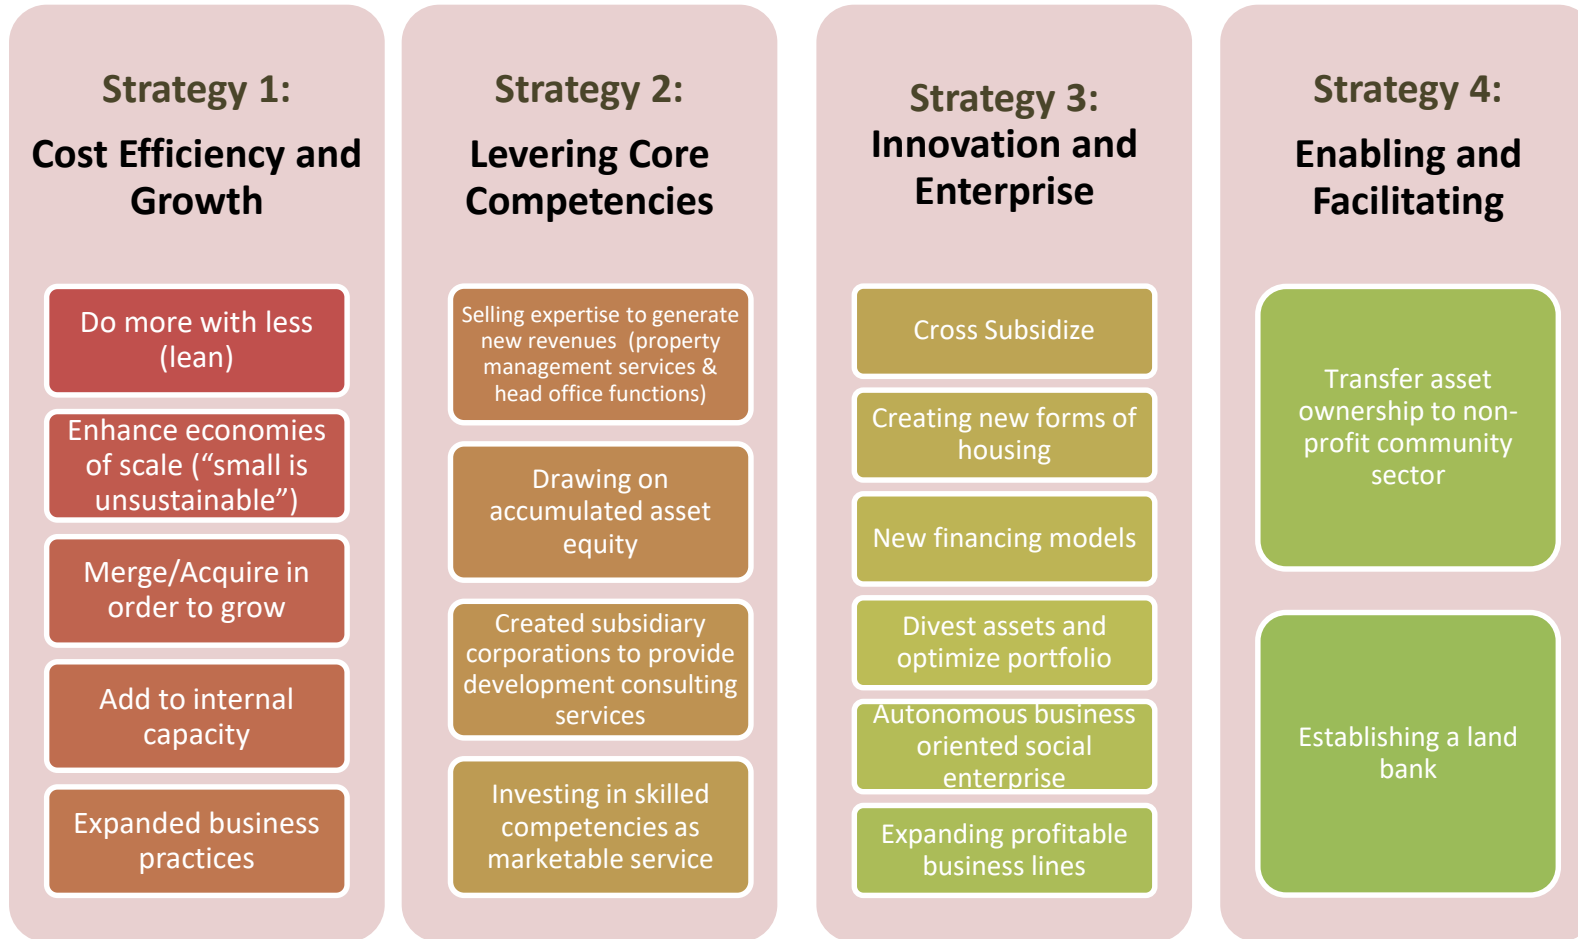 Strategy 1:
Cost Efficiency and
Growth
Do more with less
(lean)
Enhance economies
of scale (“small is
unsustainable”)
Merge/Acquire in
order to grow
Add to internal
capacity
Expanded business
practices
Strategy 2:
Levering Core
Competencies
Selling expertise to generate
new revenues (property
management services &
head office functions)
Drawing on
accumulated asset
equity
Created subsidiary
corporations to provide
development consulting
services
Investing in skilled
competencies as
marketable service
Strategy 3:
Innovation and
Enterprise
Cross Subsidize
Creating new forms of
housing
New financing models
Divest assets and
optimize portfolio
Autonomous business
oriented social
enterprise
Expanding profitable
business lines
Strategy 4:
Enabling and
Facilitating
Transfer asset
ownership to non-
profit community
sector
Establishing a land
bank